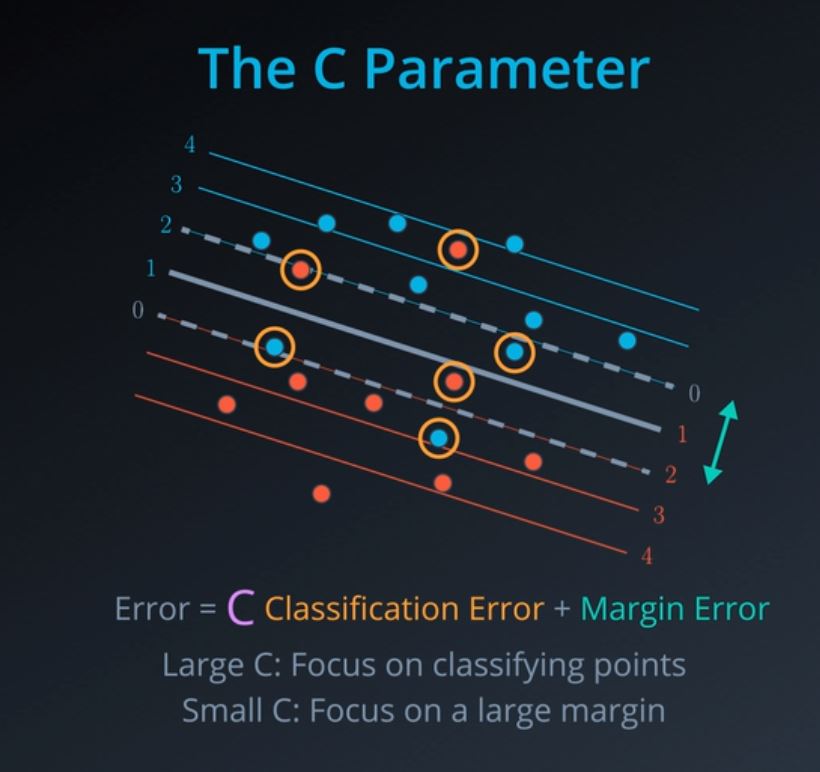 The C Parameter
4
3
2
1
0
0
1
2
3
4
Error = C Classification Error + Margin Error
Large C: Focus on classifying points
Small C: Focus on a large margin